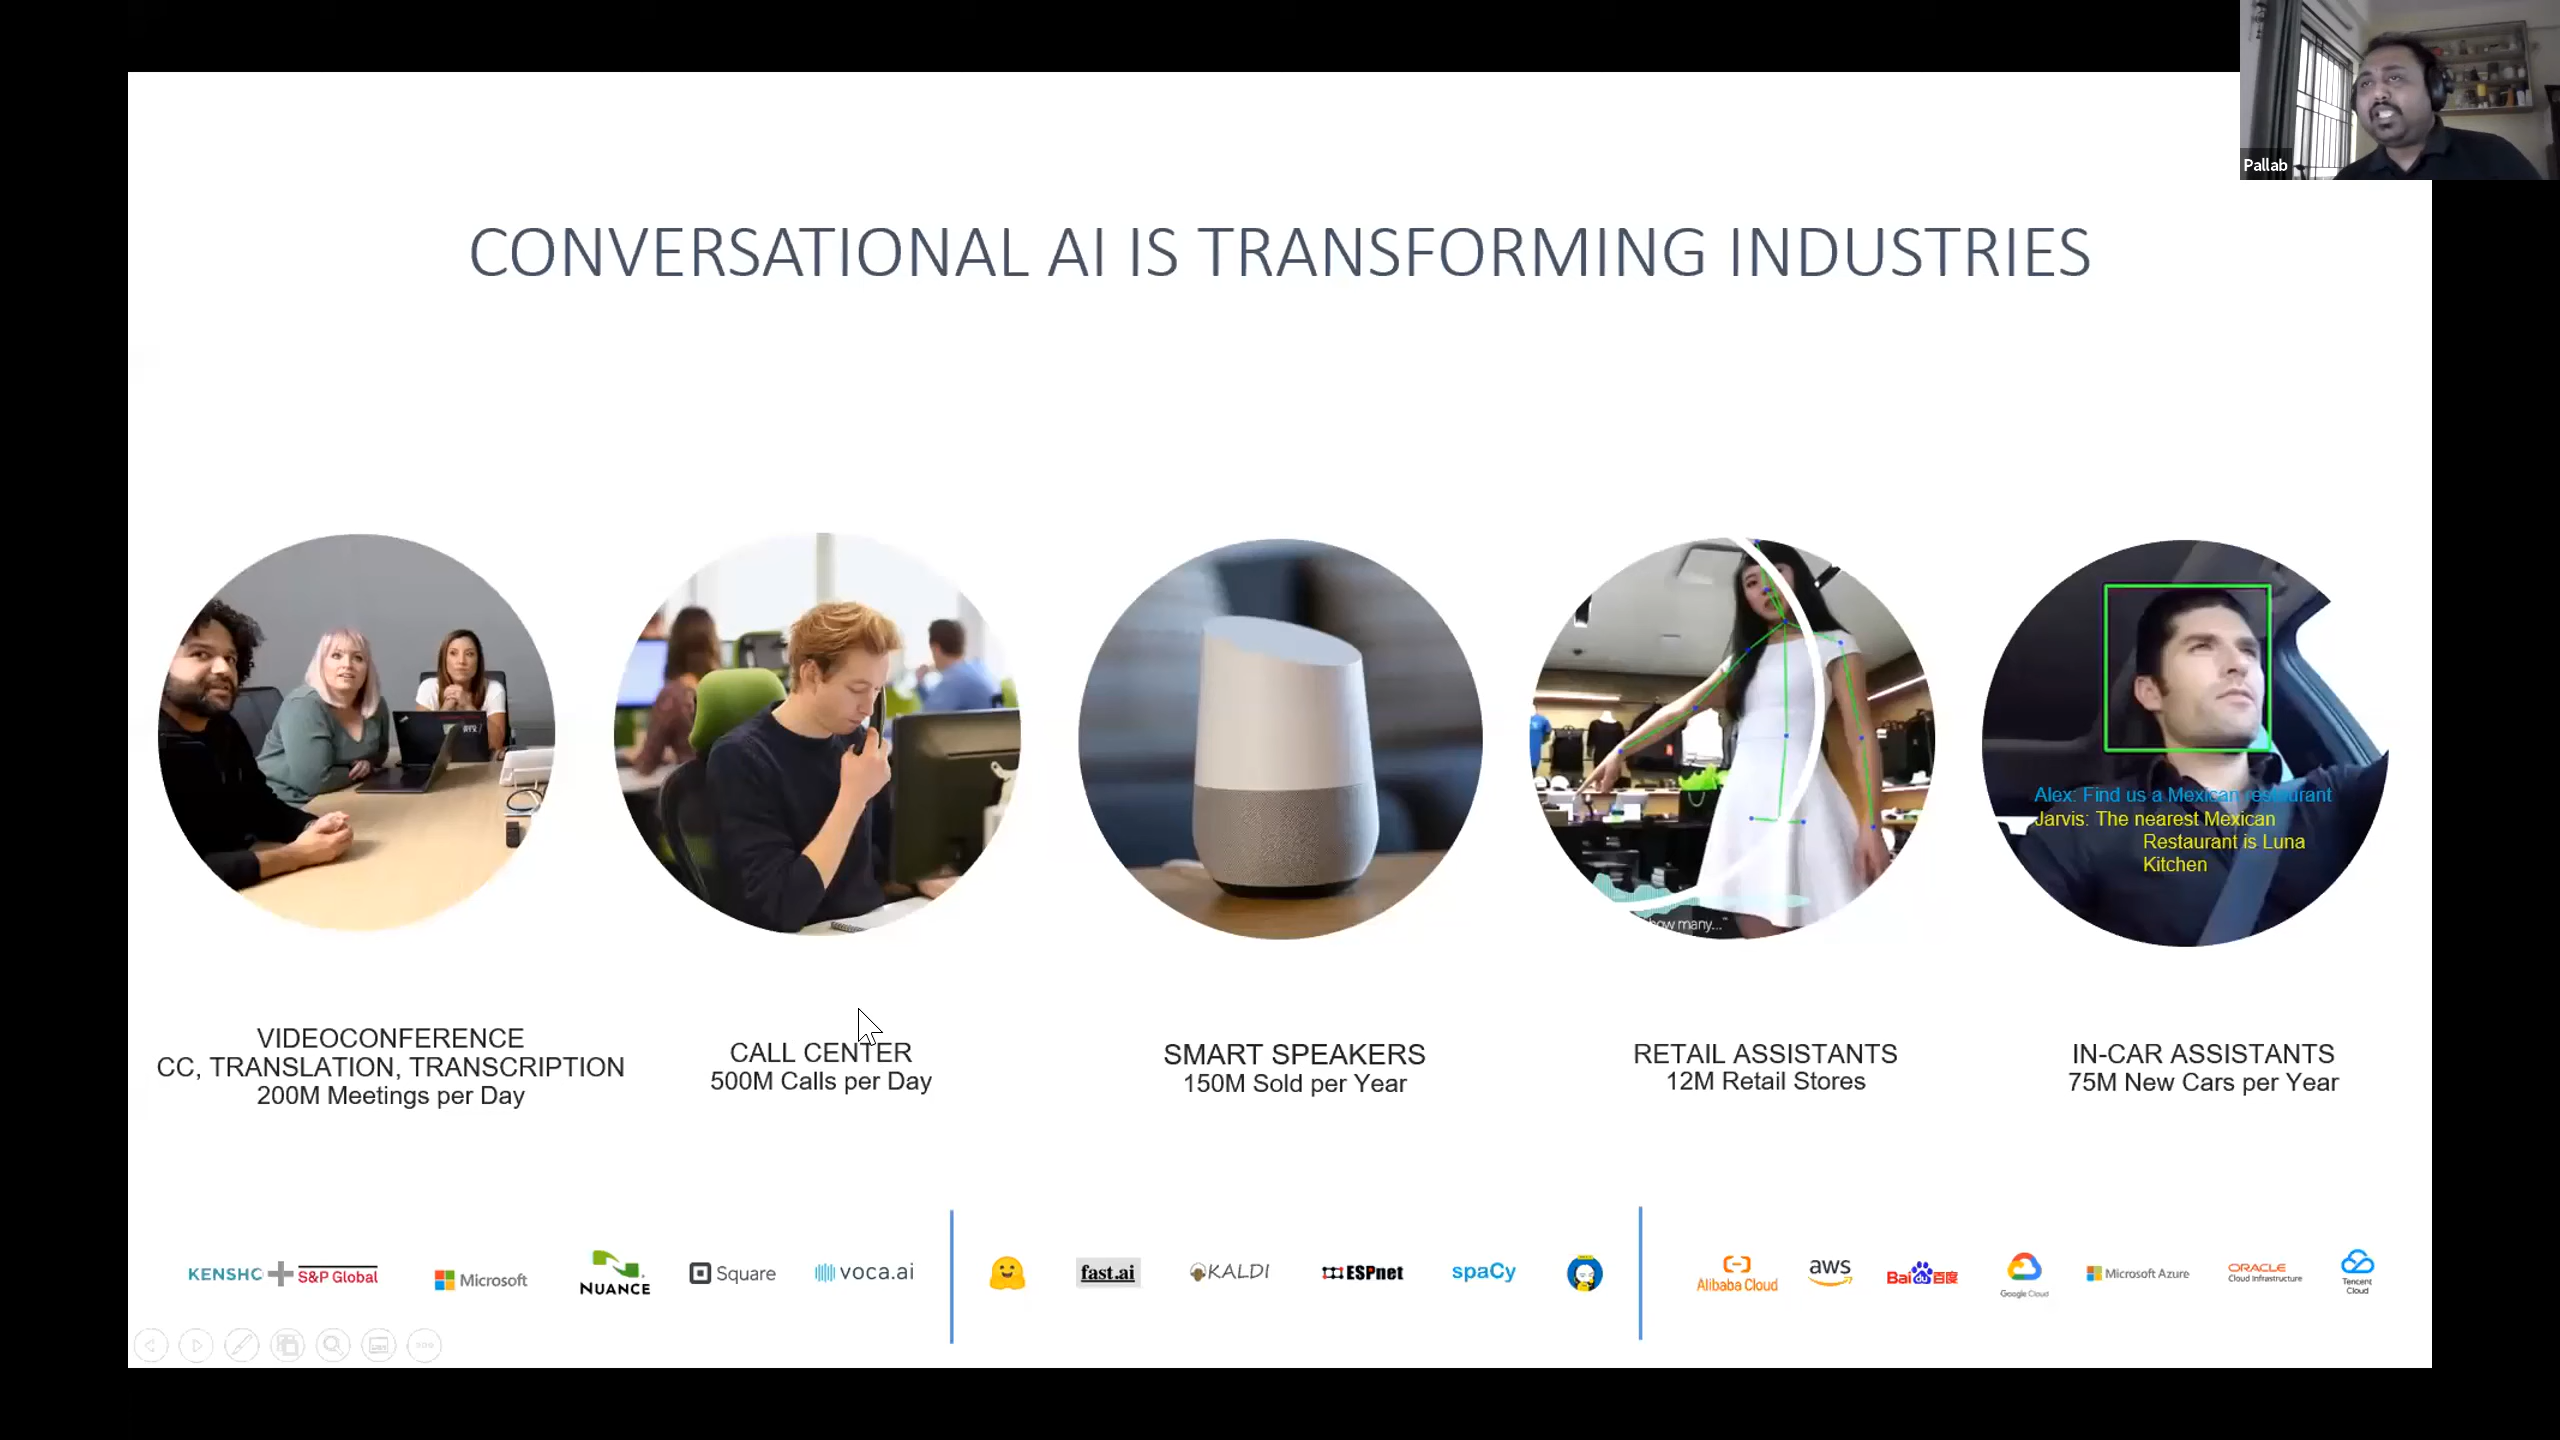 Pallab
CONVERSATIONAL AI IS TRANSFORMING INDUSTRIES
how many..."
Alex: Find us a Mexican restaurant
Jarvis: The nearest Mexican
Restaurant is Luna
Kitchen
VIDEOCONFERENCE
CC, TRANSLATION, TRANSCRIPTION
200M Meetings per Day
CALL CENTER
500M Calls per Day
SMART SPEAKERS
150M Sold per Year
RETAIL ASSISTANTS
12M Retail Stores
IN-CAR ASSISTANTS
75M New Cars per Year
KENSHO S&P Global
Microsoft
NUANCE
Square
voca.ai
fast.ai
KALDI
ESPnet
spaCy
Alibaba Cloud
aws
Bai du 百度
Google Cloud
Microsoft Azure
ORACLE
Cloud Infrastructure
Tencent
Cloud